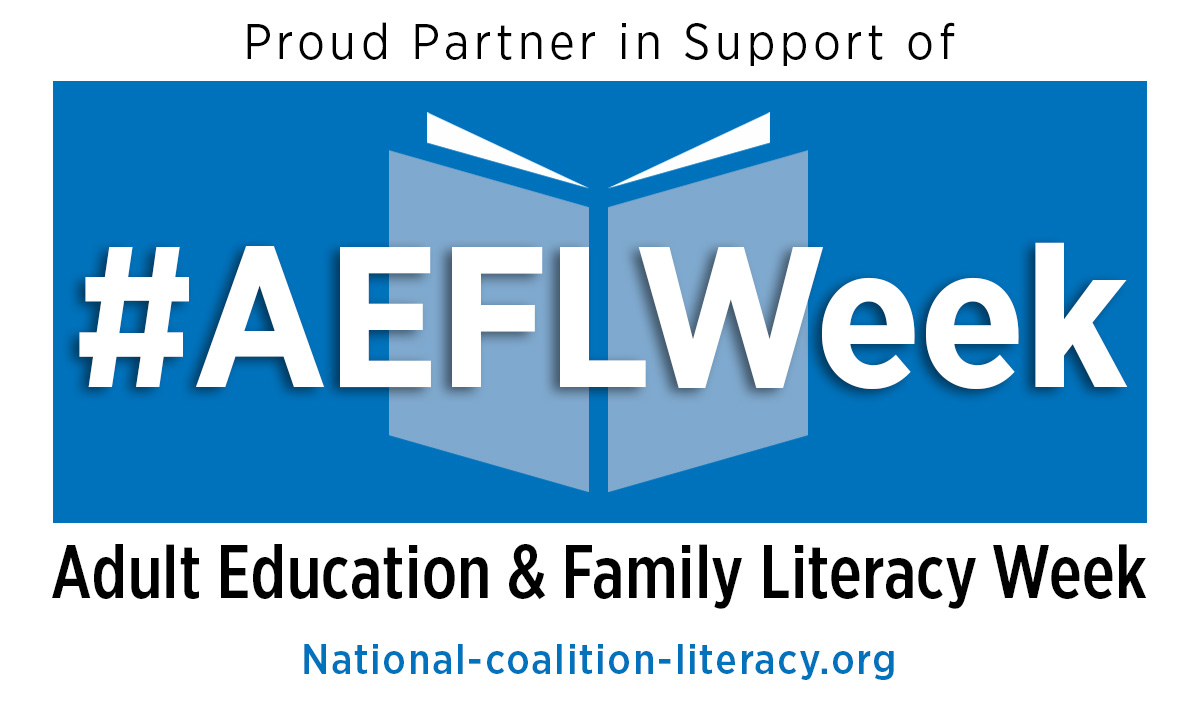 Proud Partner in Support of
#AEFLWeek
Adult Education & Family Literacy Week
National-coalition-literacy.org